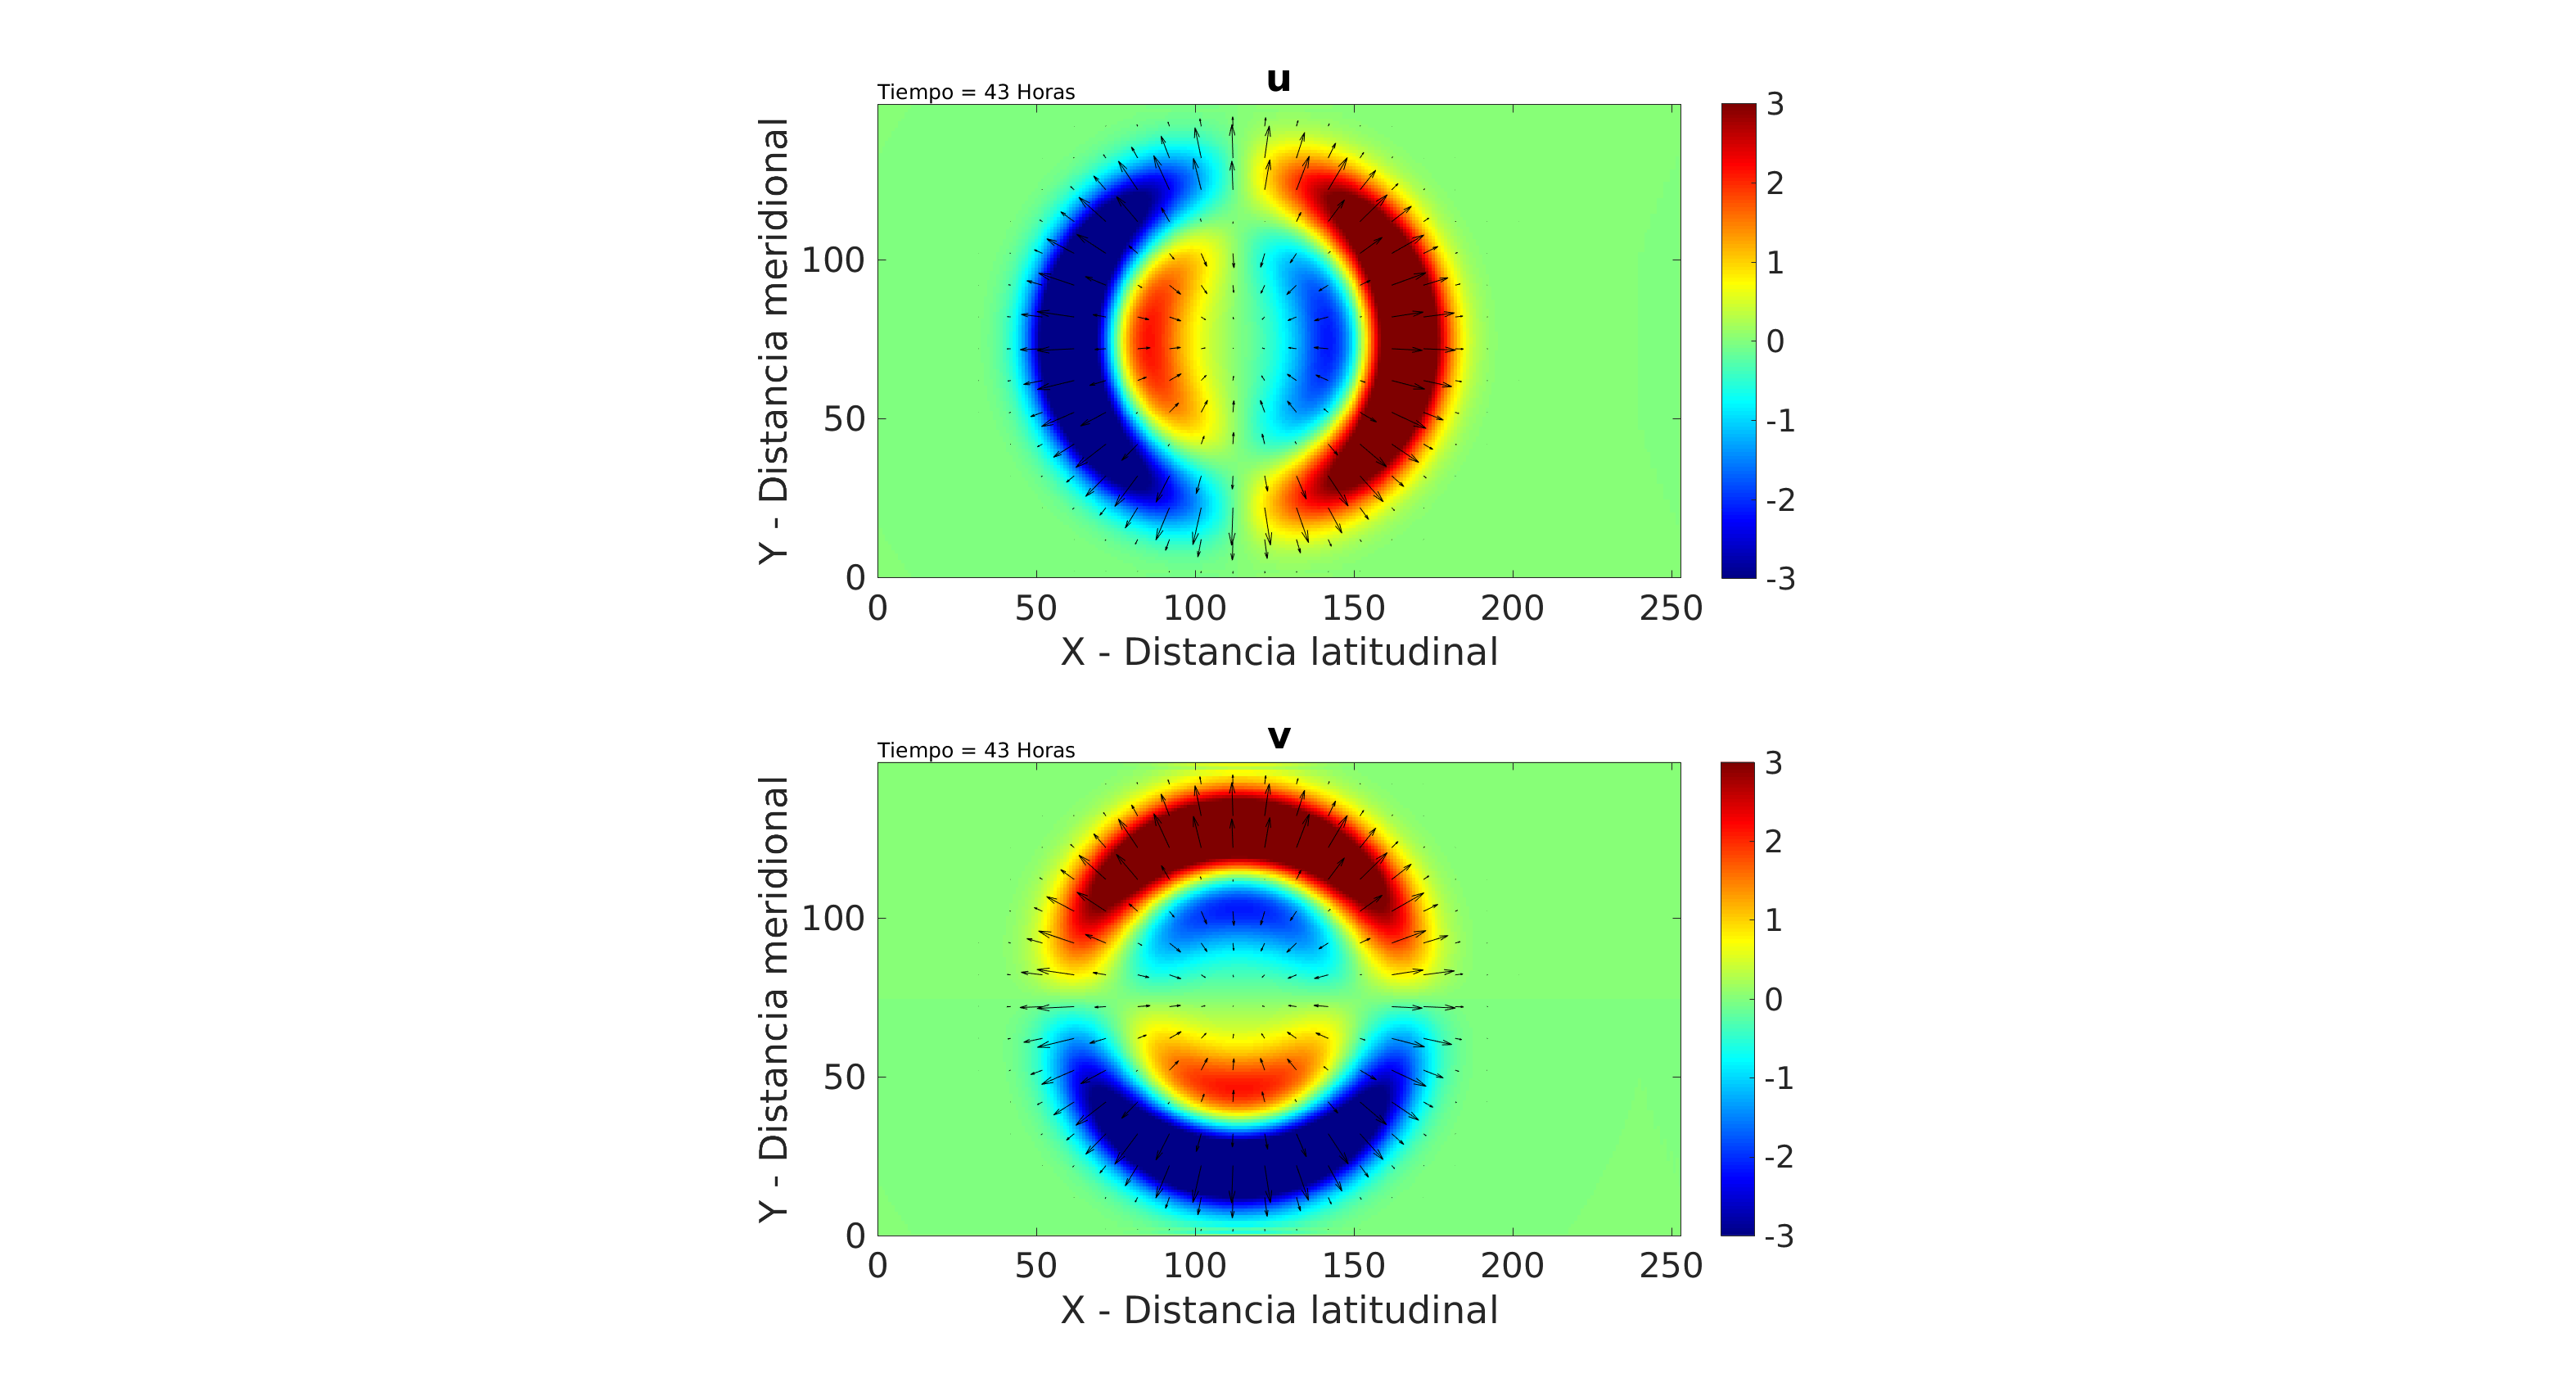 u
Tiempo = 43 Horas
Y - Distancia meridional
100
50
0
0 50 100 150 200 250
X - Distancia latitudinal
3
2
1
0
-1
-2
-3
v
Tiempo = 43 Horas
Y - Distancia meridional
100
50
0
0 50 100 150 200 250
X - Distancia latitudinal
3
2
1
0
-1
-2
-3